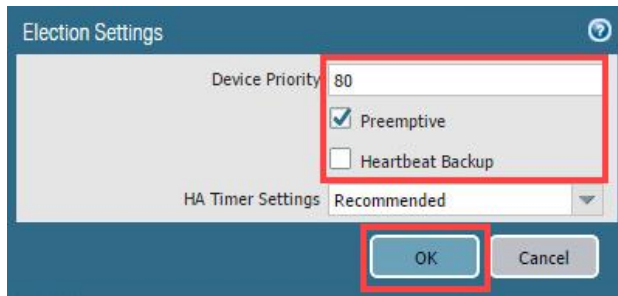 Election Settings
Device Priority 80
Preemptive
Heartbeat Backup
HA Timer Settings Recommended
OK Cancel